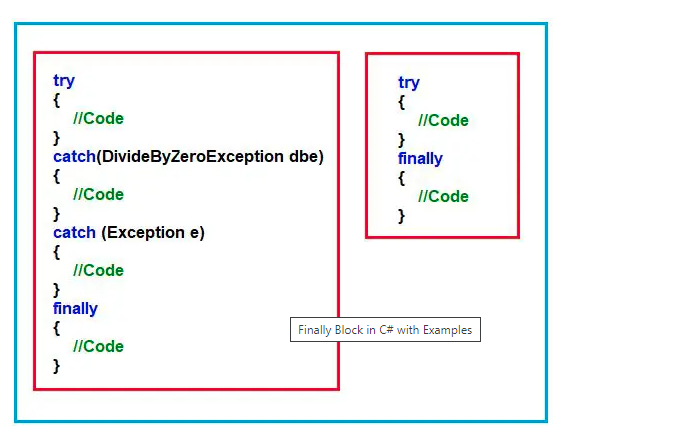 try
{
//Code
}
catch(DivideByZeroException dbe)
{
//Code
}
catch (Exception e)
{
//Code
}
finally
{
//Code
}
try
{
//Code
}
finally
{
//Code
}
Finally Block in C# with Examples